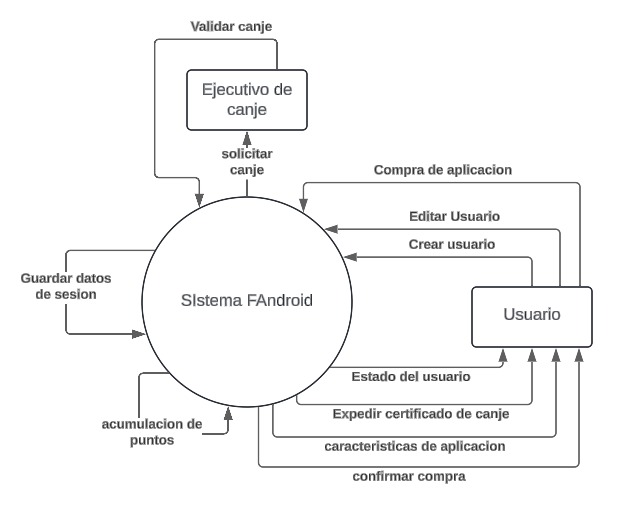 Validar canje
Ejecutivo de
canje
solicitar
canje
Compra de aplicacion
Editar Usuario
Crear usuario
Guardar datos
de sesion
SIstema FAndroid
Usuario
Estado del usuario
Expedir certificado de canje
acumulacion de
puntos
caracteristicas de aplicacion
confirmar compra